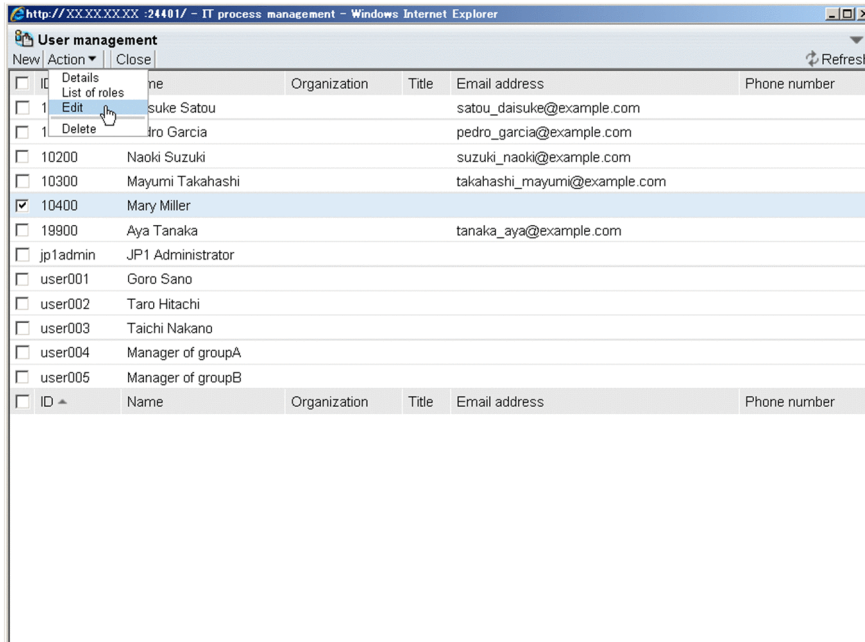 http://XX.XX.XX.XX :24401/ - IT process management - Windows Internet Explorer
User management
New Action▼ Close Refresh
Details
List of roles
Edit
Delete
Name Organization Title Email address Phone number
suke Satou satou_daisuke@example.com
dro Garcia pedro_garcia@example.com
10200 Naoki Suzuki suzuki_naoki@example.com
10300 Mayumi Takahashi takahashi_mayumi@example.com
10400 Mary Miller
19900 Aya Tanaka tanaka_aya@example.com
jp1admin JP1 Administrator
user001 Goro Sano
user002 Taro Hitachi
user003 Taichi Nakano
user004 Manager of groupA
user005 Manager of groupB
ID Name Organization Title Email address Phone number